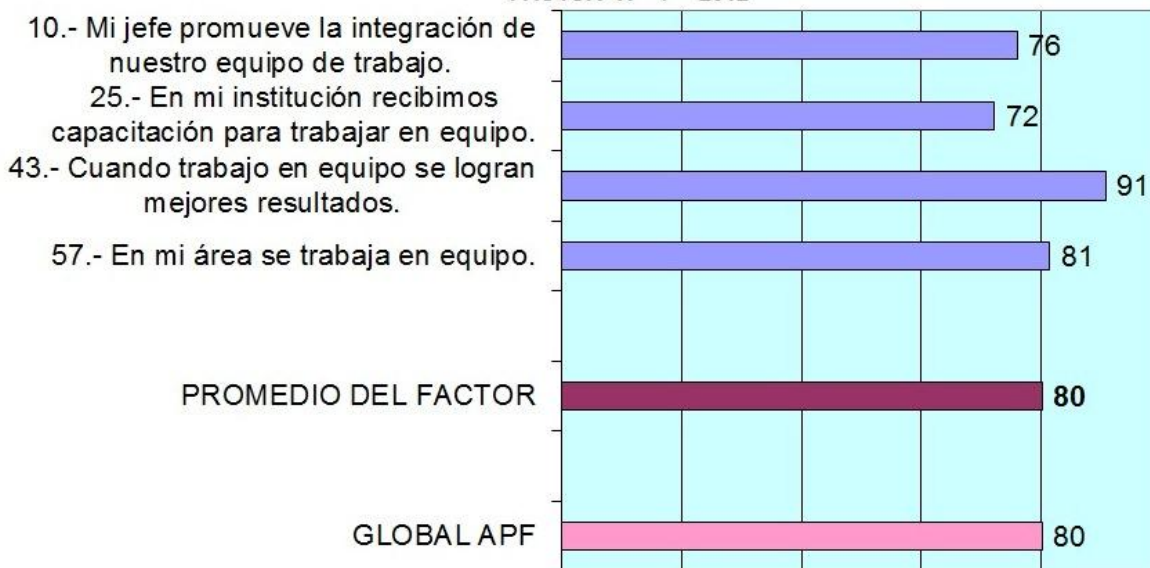 10.- Mi jefe promueve la integración de
nuestro equipo de trabajo.
76
25.- En mi institución recibimos
capacitación para trabajar en equipo.
72
43.- Cuando trabajo en equipo se logran
mejores resultados.
91
57.- En mi área se trabaja en equipo.
81
PROMEDIO DEL FACTOR
80
GLOBAL APF
80